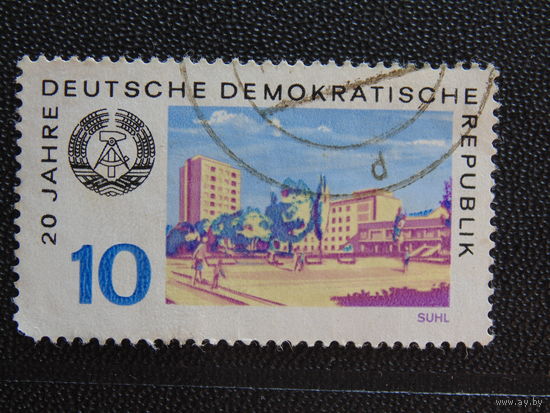 20 JAHRE
DEUTSCHE DEMOKRATISCHE
REPUBLIK
10
SUHL
d
www.ay.by